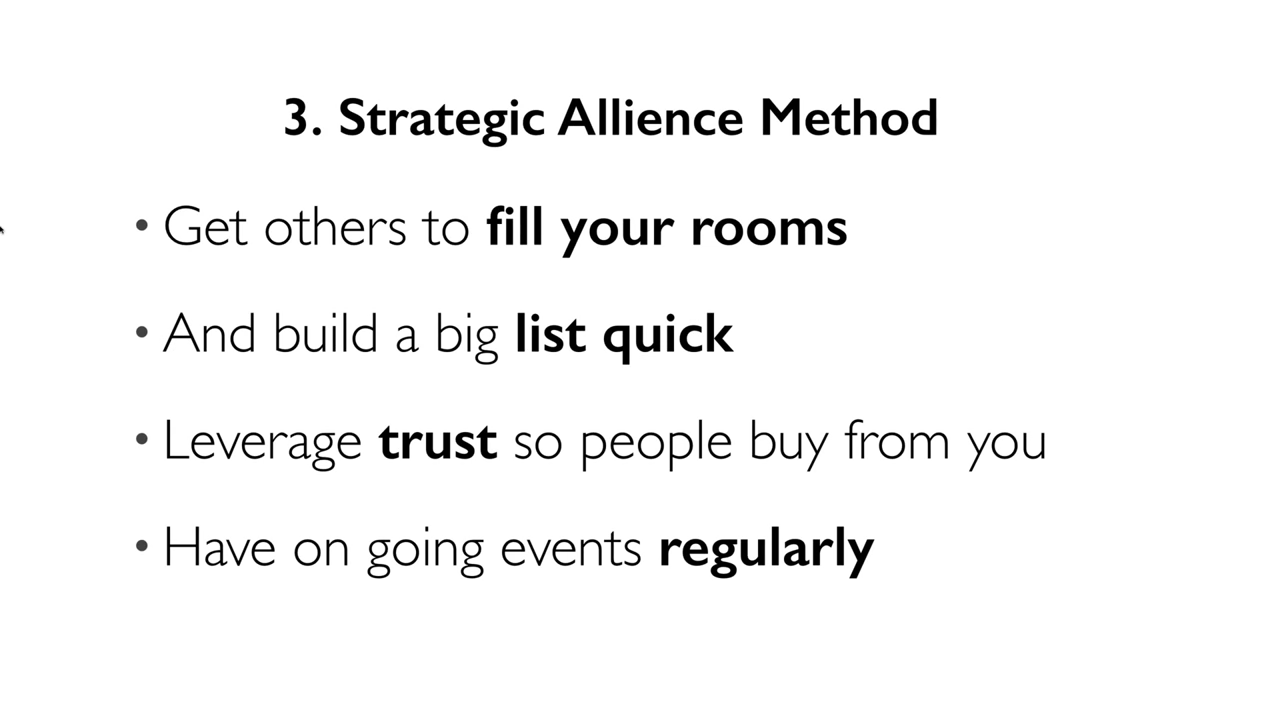 3. Strategic Allience Method
• Get others to fill your rooms
• And build a big list quick
• Leverage trust so people buy from you
• Have on going events regularly